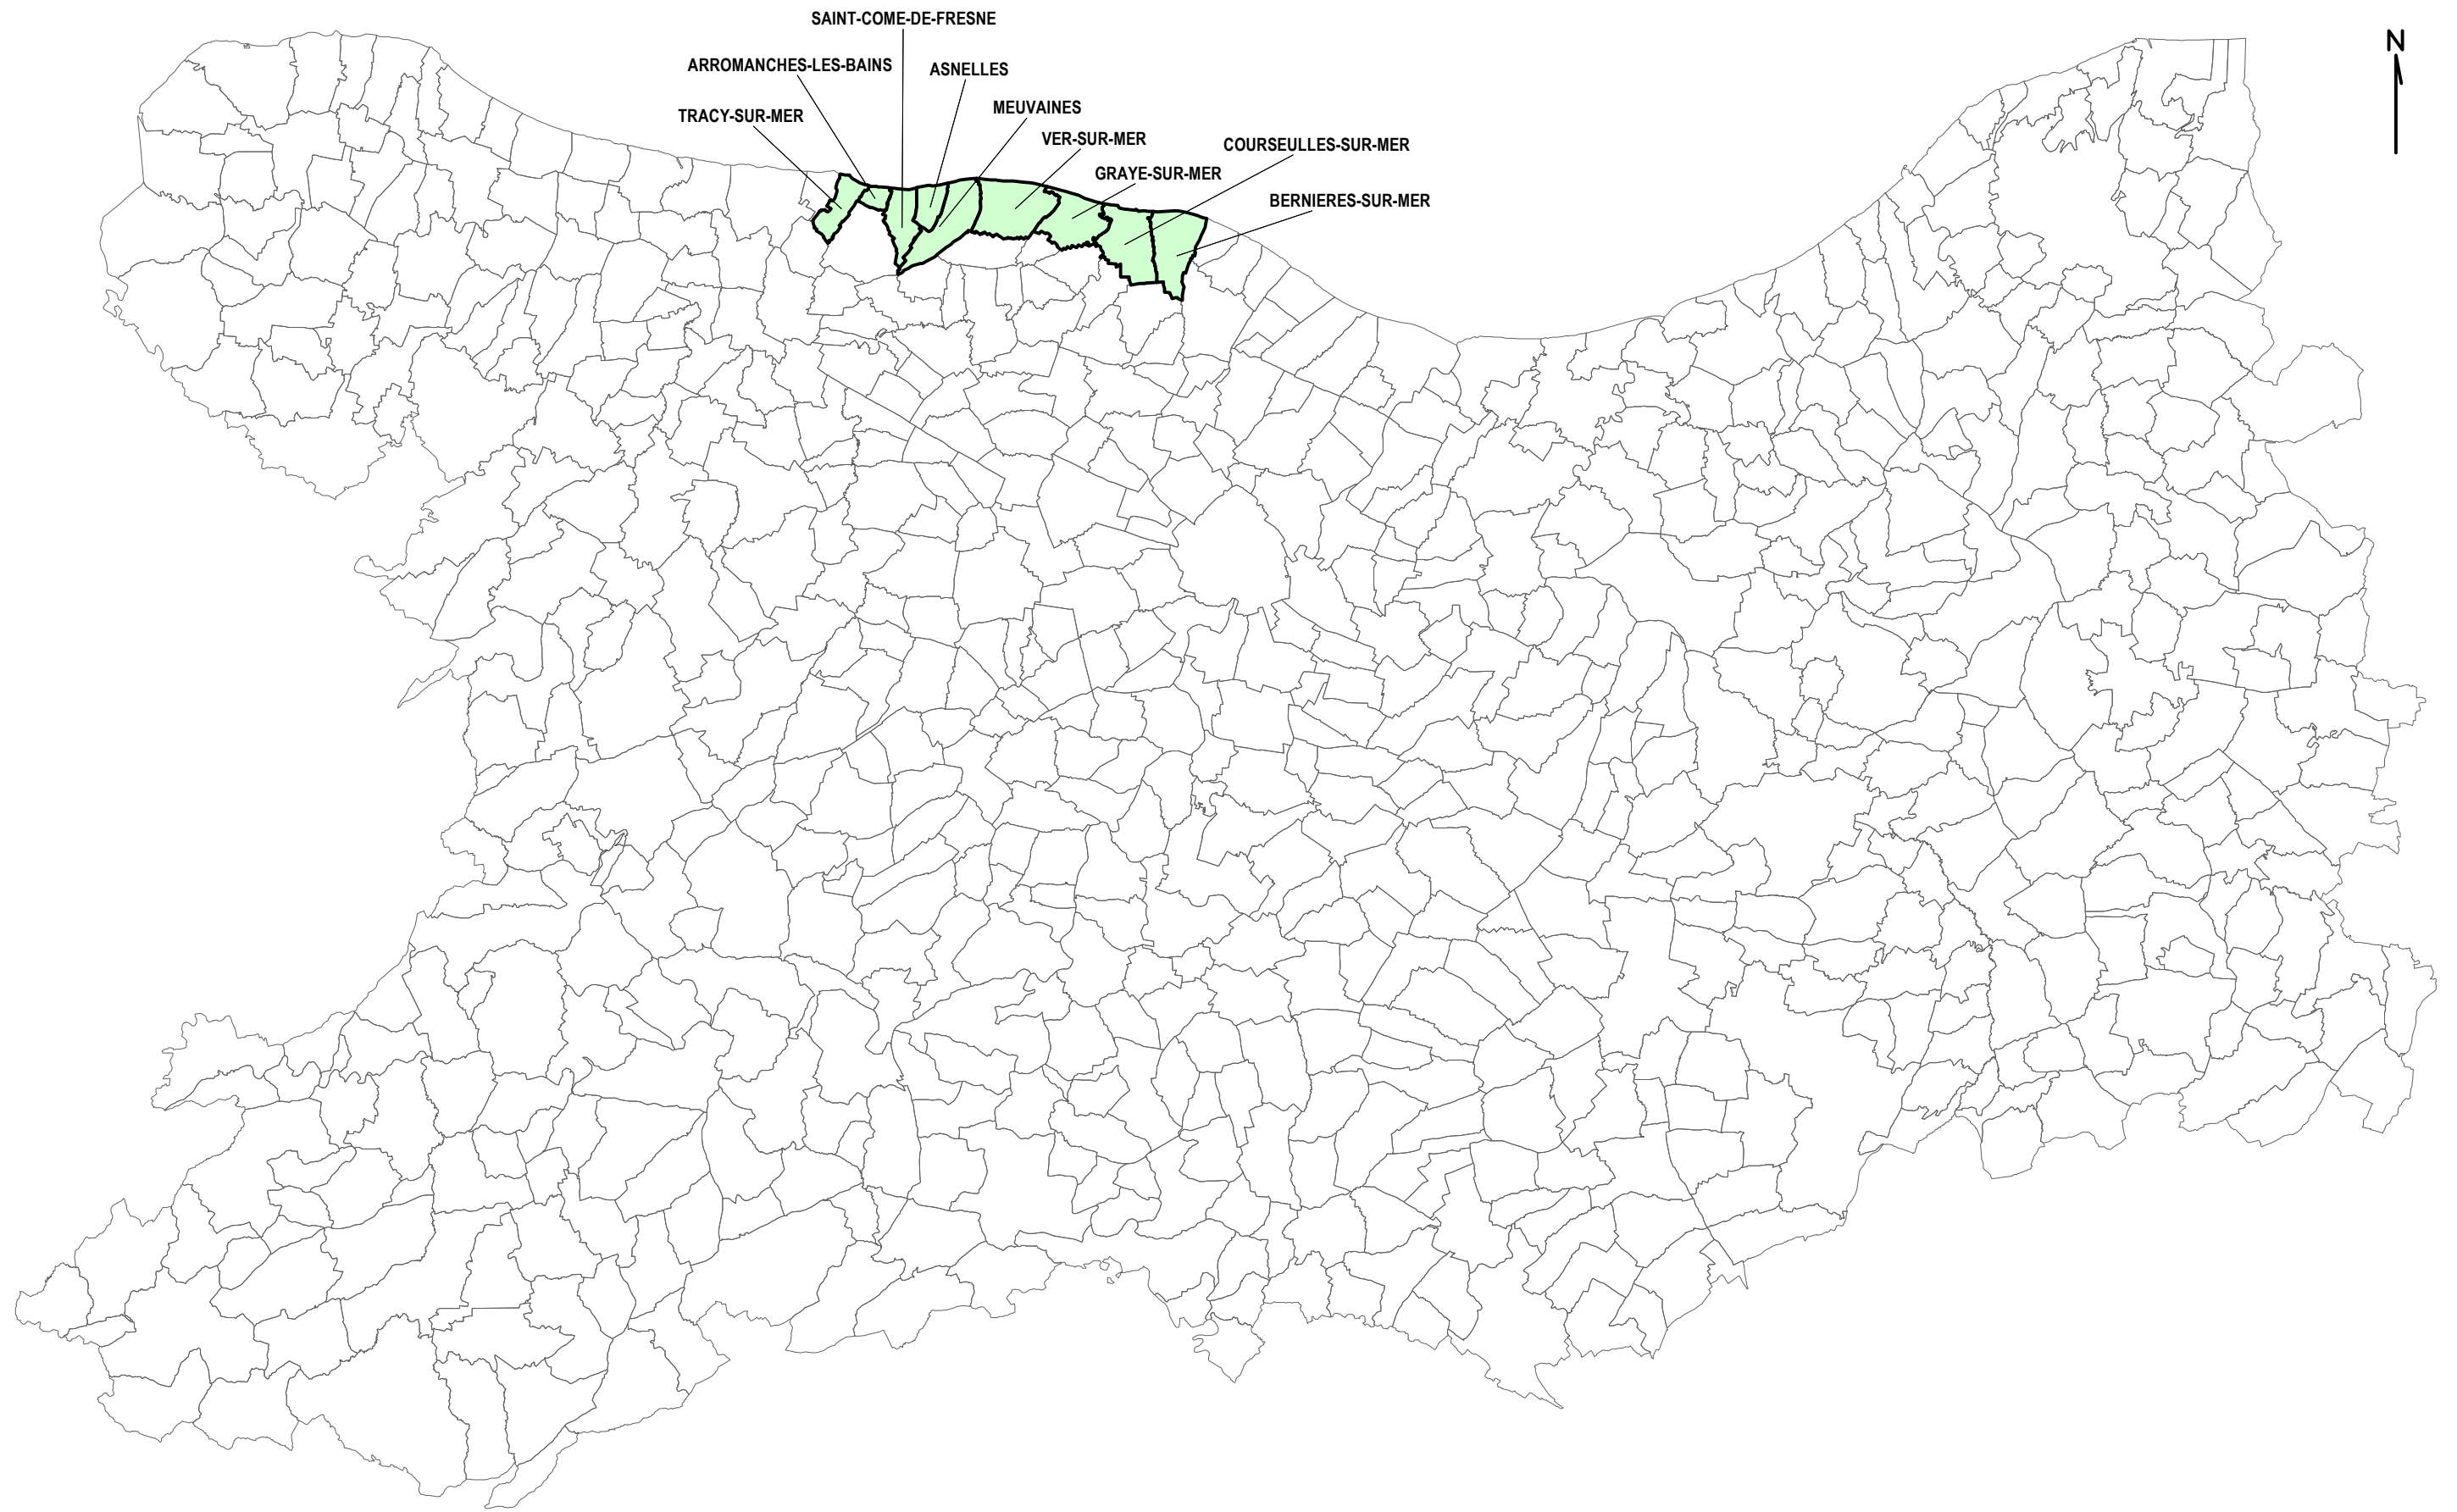 SAINT-COME-DE-FRESNE
N
ARROMANCHES-LES-BAINS
ASNELLES
MEUVAINES
TRACY-SUR-MER
VER-SUR-MER
COURSEULLES-SUR-MER
GRAYE-SUR-MER
BERNIERES-SUR-MER